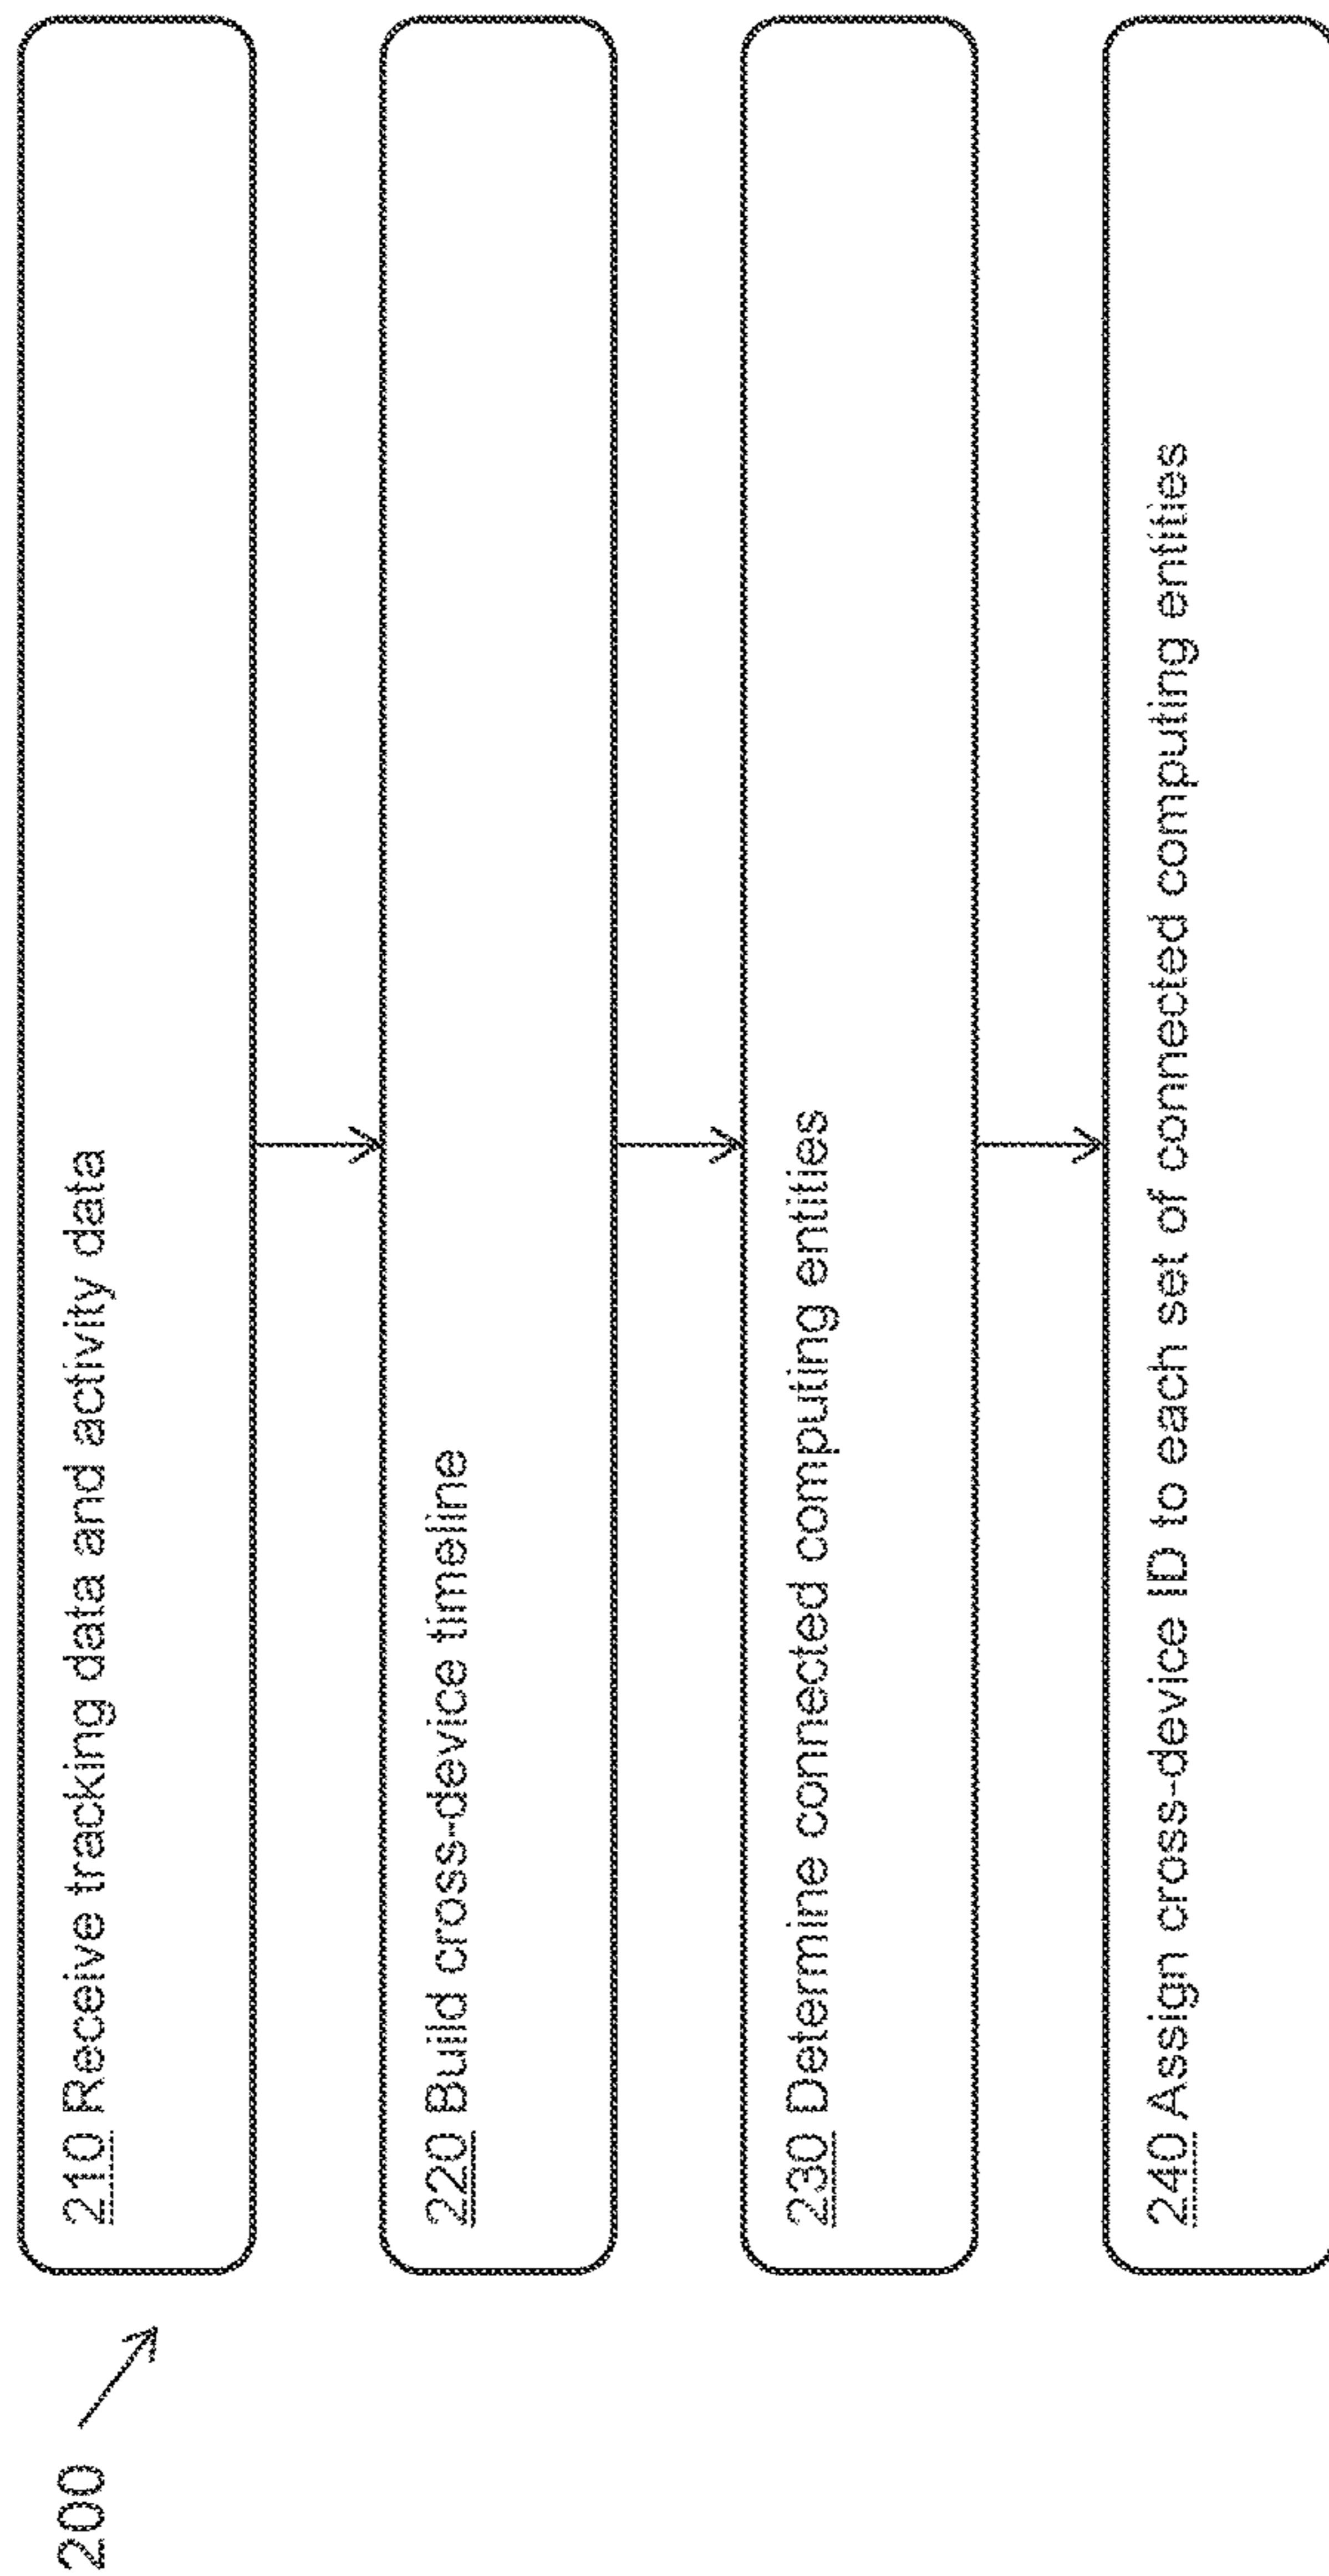 200
210 Receive tracking data and activity data
220 Build cross-device timeline
230 Determine connected computing entities
240 Assign cross-device ID to each set of connected computing entities